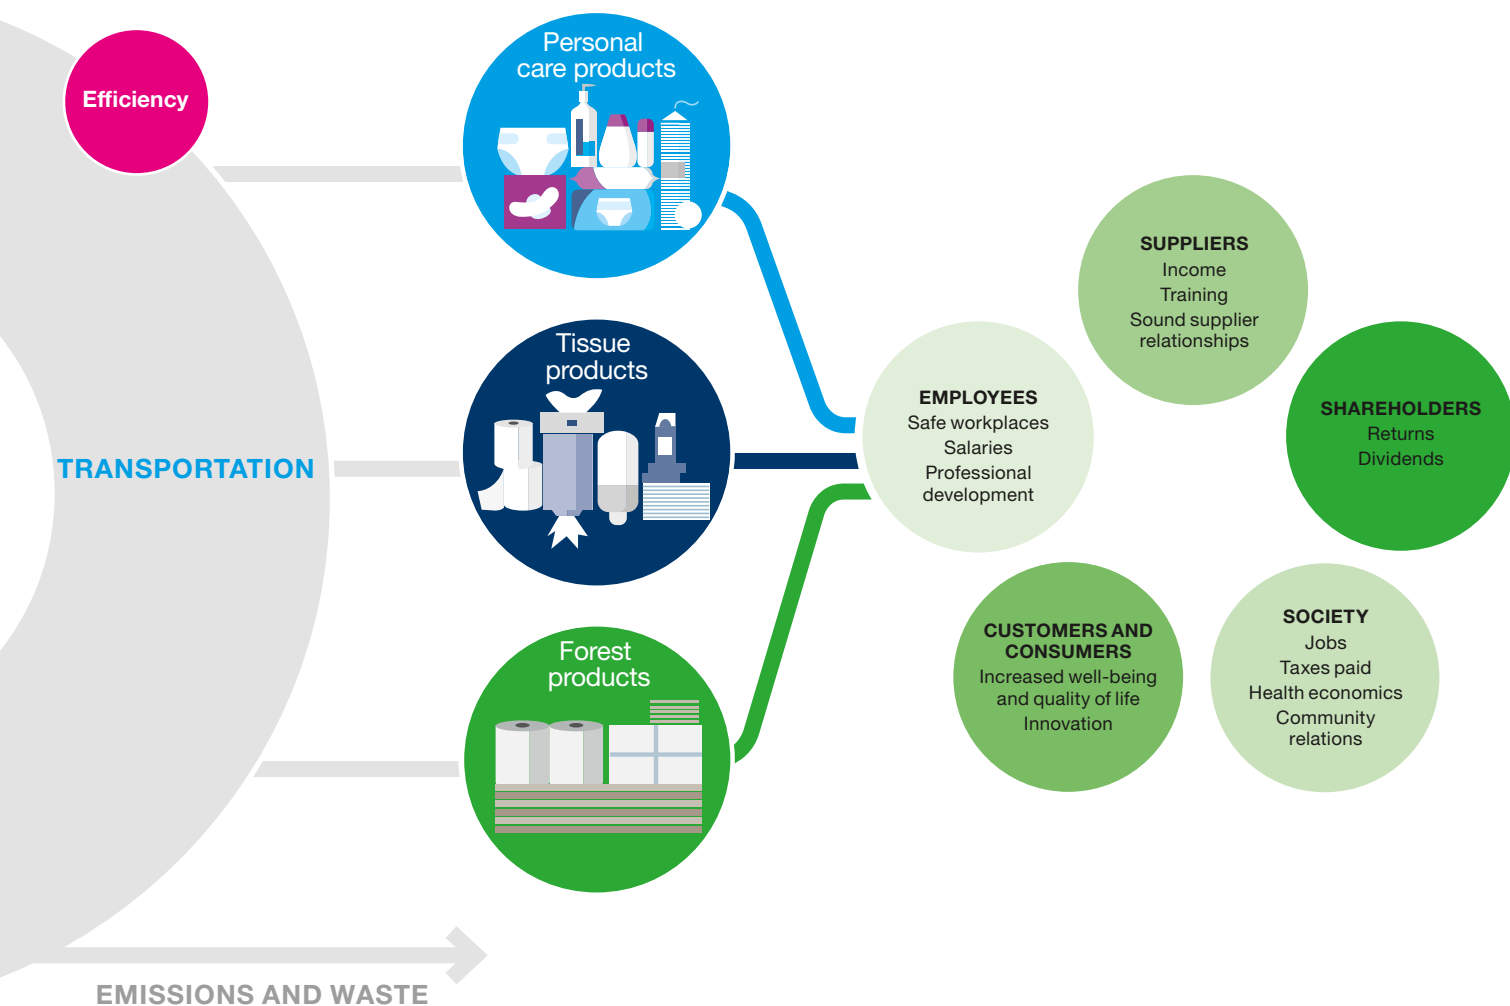 Efficiency
TRANSPORTATION
EMISSIONS AND WASTE
Personal
care products
Tissue
products
Forest
products
EMPLOYEES
Safe workplaces
Salaries
Professional
development
SUPPLIERS
Income
Training
Sound supplier
relationships
SHAREHOLDERS
Returns
Dividends
CUSTOMERS AND
CONSUMERS
Increased well-being
and quality of life
Innovation
SOCIETY
Jobs
Taxes paid
Health economics
Community
relations